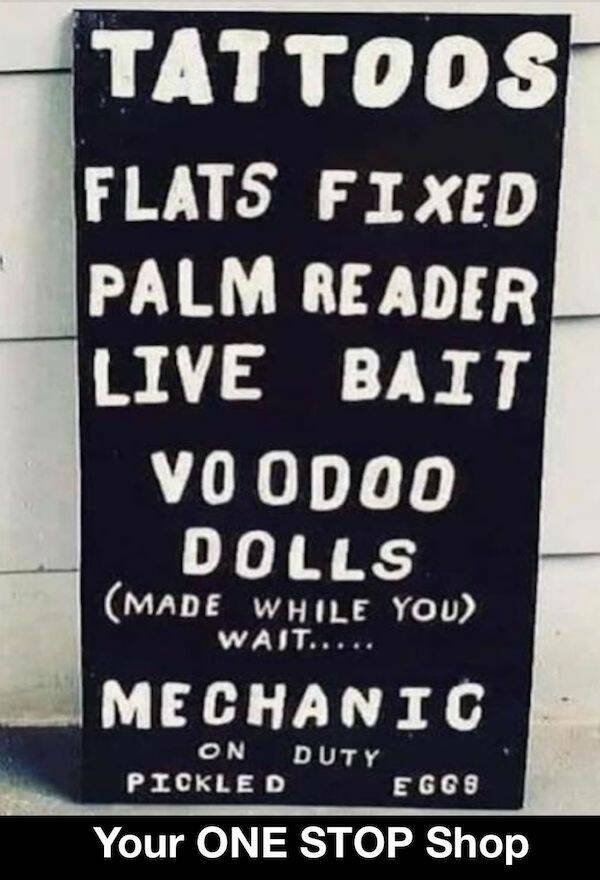 TATTOOS
FLATS FIXED
PALM READER
LIVE BAIT
VOODOO
DOLLS
(MADE WHILE YOU)
WAIT.....
MECHANIC
ON DUTY
PICKLED EGGS
Your ONE STOP Shop